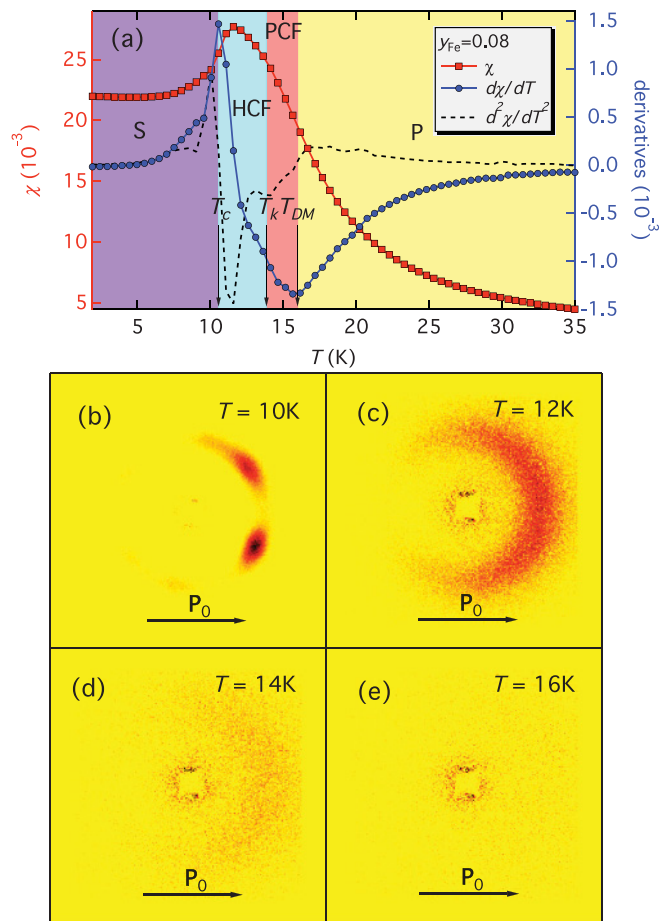 (a)
PCF
HCF
S
P
y_Fe=0.08
χ
dχ/dT
d²χ/dT²
T_c
T_k T_DM
25
20
15
10
5
χ (10⁻³)
1.5
1.0
0.5
0.0
-0.5
-1.0
-1.5
derivatives (10⁻³)
5 10 15 20 25 30 35
T (K)
(b) T = 10K
P₀
(c) T = 12K
P₀
(d) T = 14K
P₀
(e) T = 16K
P₀